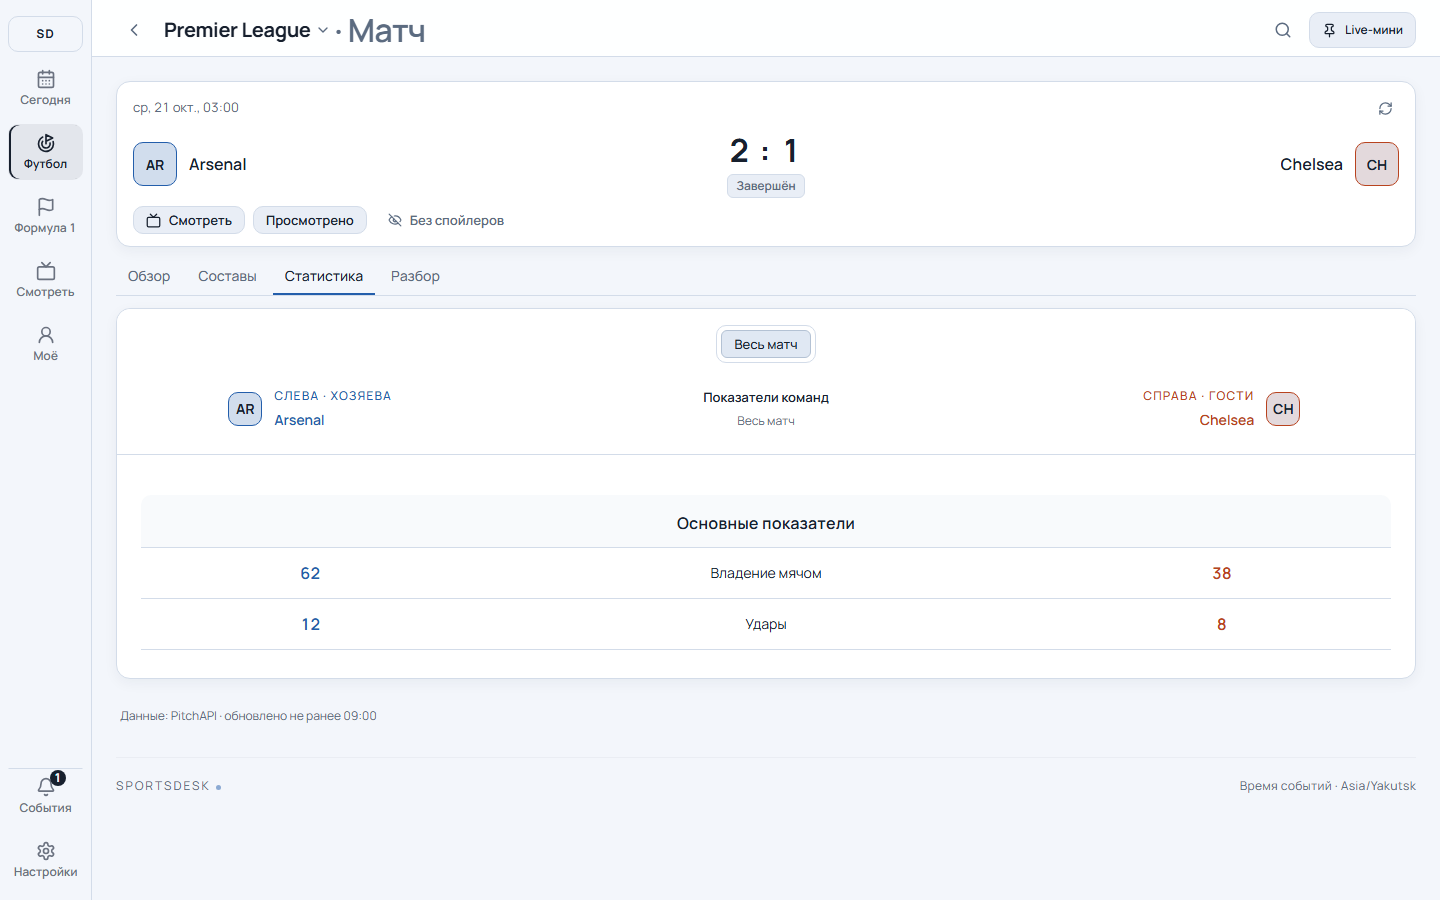 SD
Сегодня
Футбол
Формула 1
Смотреть
Моё
1
События
Настройки
Premier League · Матч
Live-мини
ср, 21 окт., 03:00
AR Arsenal
2 : 1
Завершён
Chelsea CH
Смотреть Просмотрено Без спойлеров
Обзор Составы Статистика Разбор
Весь матч
AR
СЛЕВА · ХОЗЯЕВА
Arsenal
Показатели команд
Весь матч
СПРАВА · ГОСТИ
Chelsea
CH
Основные показатели
62 Владение мячом 38
12 Удары 8
Данные: PitchAPI · обновлено не ранее 09:00
SPORTSDESK
Время событий · Asia/Yakutsk